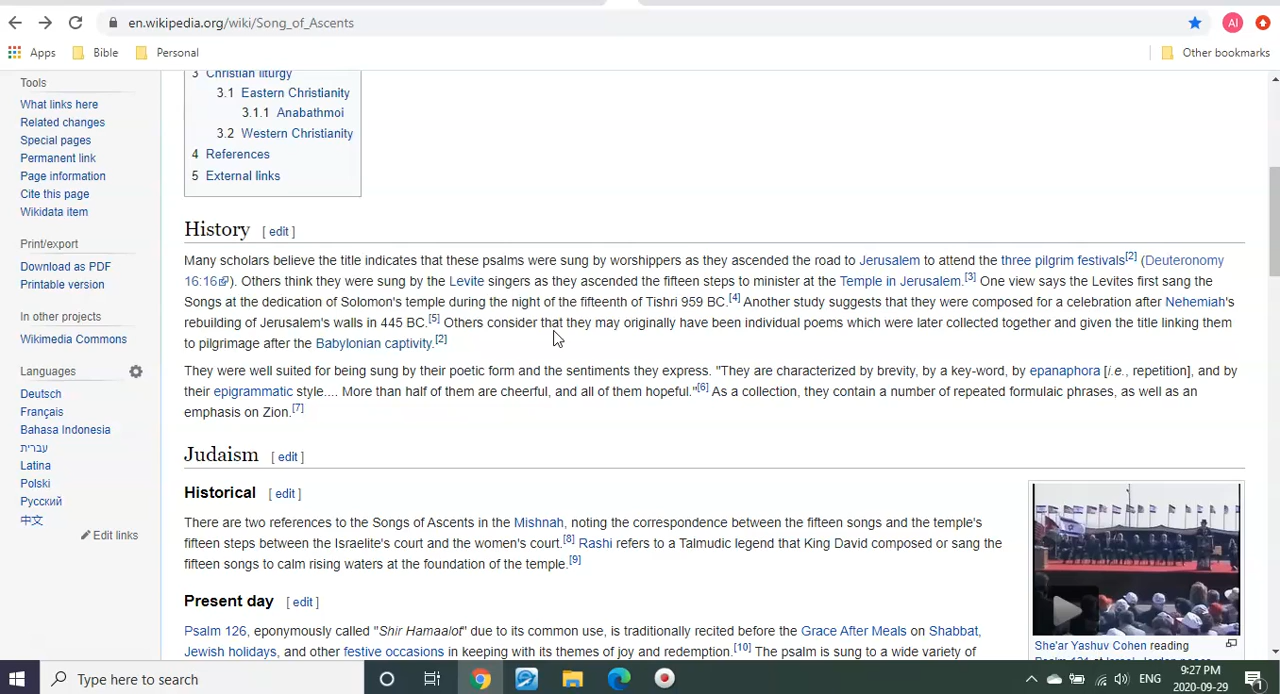 en.wikipedia.org/wiki/Song_of_Ascents
AI
Apps Bible Personal Other bookmarks
Tools
What links here
Related changes
Special pages
Permanent link
Page information
Cite this page
Wikidata item
Print/export
Download as PDF
Printable version
In other projects
Wikimedia Commons
Languages
Deutsch
Français
Bahasa Indonesia
עברית
Latina
Polski
Русский
中文
Edit links
3 Christian liturgy
3.1 Eastern Christianity
3.1.1 Anabathmoi
3.2 Western Christianity
4 References
5 External links
History [ edit ]
Many scholars believe the title indicates that these psalms were sung by worshippers as they ascended the road to Jerusalem to attend the three pilgrim festivals[2] (Deuteronomy
16:16). Others think they were sung by the Levite singers as they ascended the fifteen steps to minister at the Temple in Jerusalem.[3] One view says the Levites first sang the
Songs at the dedication of Solomon's temple during the night of the fifteenth of Tishri 959 BC.[4] Another study suggests that they were composed for a celebration after Nehemiah's
rebuilding of Jerusalem's walls in 445 BC.[5] Others consider that they may originally have been individual poems which were later collected together and given the title linking them
to pilgrimage after the Babylonian captivity.[2]
They were well suited for being sung by their poetic form and the sentiments they express. "They are characterized by brevity, by a key-word, by epanaphora [i.e., repetition], and by
their epigrammatic style.... More than half of them are cheerful, and all of them hopeful."[6] As a collection, they contain a number of repeated formulaic phrases, as well as an
emphasis on Zion.[7]
Judaism [ edit ]
Historical [ edit ]
There are two references to the Songs of Ascents in the Mishnah, noting the correspondence between the fifteen songs and the temple's
fifteen steps between the Israelite's court and the women's court.[8] Rashi refers to a Talmudic legend that King David composed or sang the
fifteen songs to calm rising waters at the foundation of the temple.[9]
Present day [ edit ]
Psalm 126, eponymously called "Shir Hamaalot" due to its common use, is traditionally recited before the Grace After Meals on Shabbat,
Jewish holidays, and other festive occasions in keeping with its themes of joy and redemption.[10] The psalm is sung to a wide variety of
She'ar Yashuv Cohen reading
Psalm 121 at Israel-Jordan peace
Type here to search
ENG
9:27 PM
2020-09-29
1